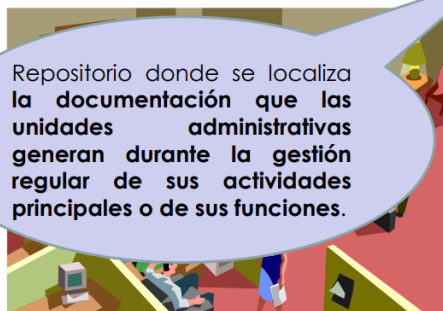 Repositorio donde se localiza
la documentación que las
unidades administrativas
generan durante la gestión
regular de sus actividades
principales o de sus funciones.